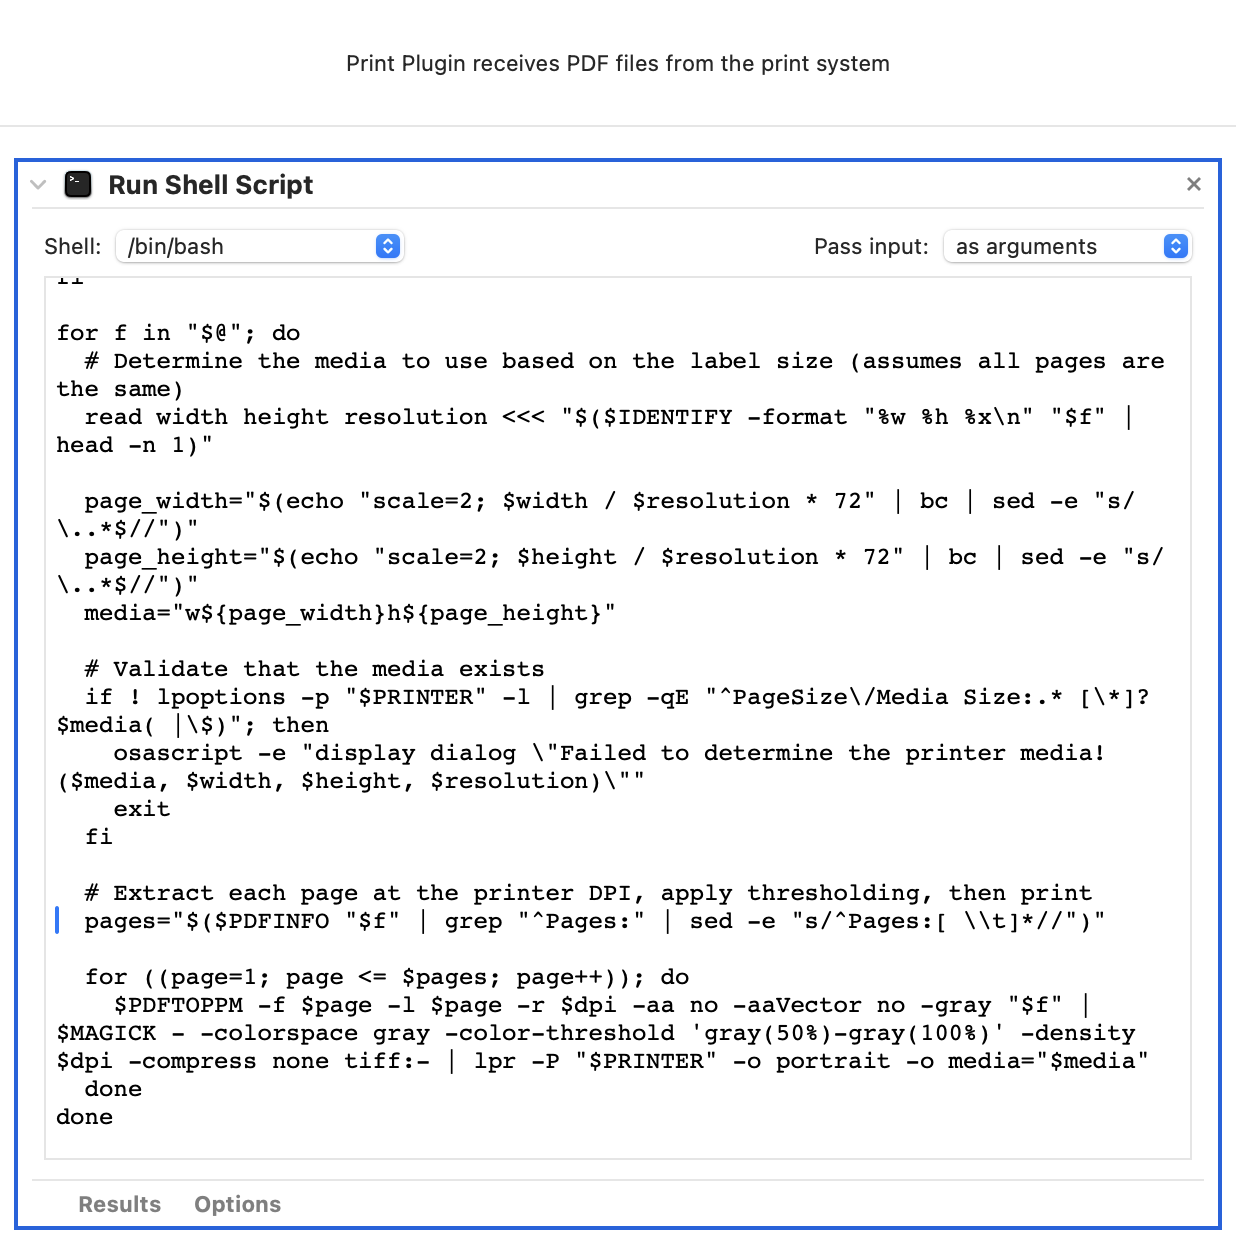 Print Plugin receives PDF files from the print system
Run Shell Script
Shell: /bin/bash Pass input: as arguments
fi
for f in "$@"; do
# Determine the media to use based on the label size (assumes all pages are
the same)
read width height resolution <<< "$($IDENTIFY -format "%w %h %x\n" "$f" |
head -n 1)"
page_width="$(echo "scale=2; $width / $resolution * 72" | bc | sed -e "s/
\..*$//")"
page_height="$(echo "scale=2; $height / $resolution * 72" | bc | sed -e "s/
\..*$//")"
media="w${page_width}h${page_height}"
# Validate that the media exists
if ! lpoptions -p "$PRINTER" -l | grep -qE "^PageSize\/Media Size:.* [\*]?
$media( |\$)"; then
osascript -e "display dialog \"Failed to determine the printer media!
($media, $width, $height, $resolution)\""
exit
fi
# Extract each page at the printer DPI, apply thresholding, then print
pages="$($PDFINFO "$f" | grep "^Pages:" | sed -e "s/^Pages:[ \\t]*//")"
for ((page=1; page <= $pages; page++)); do
$PDFTOPPM -f $page -l $page -r $dpi -aa no -aaVector no -gray "$f" |
$MAGICK - -colorspace gray -color-threshold 'gray(50%)-gray(100%)' -density
$dpi -compress none tiff:- | lpr -P "$PRINTER" -o portrait -o media="$media"
done
done
Results Options